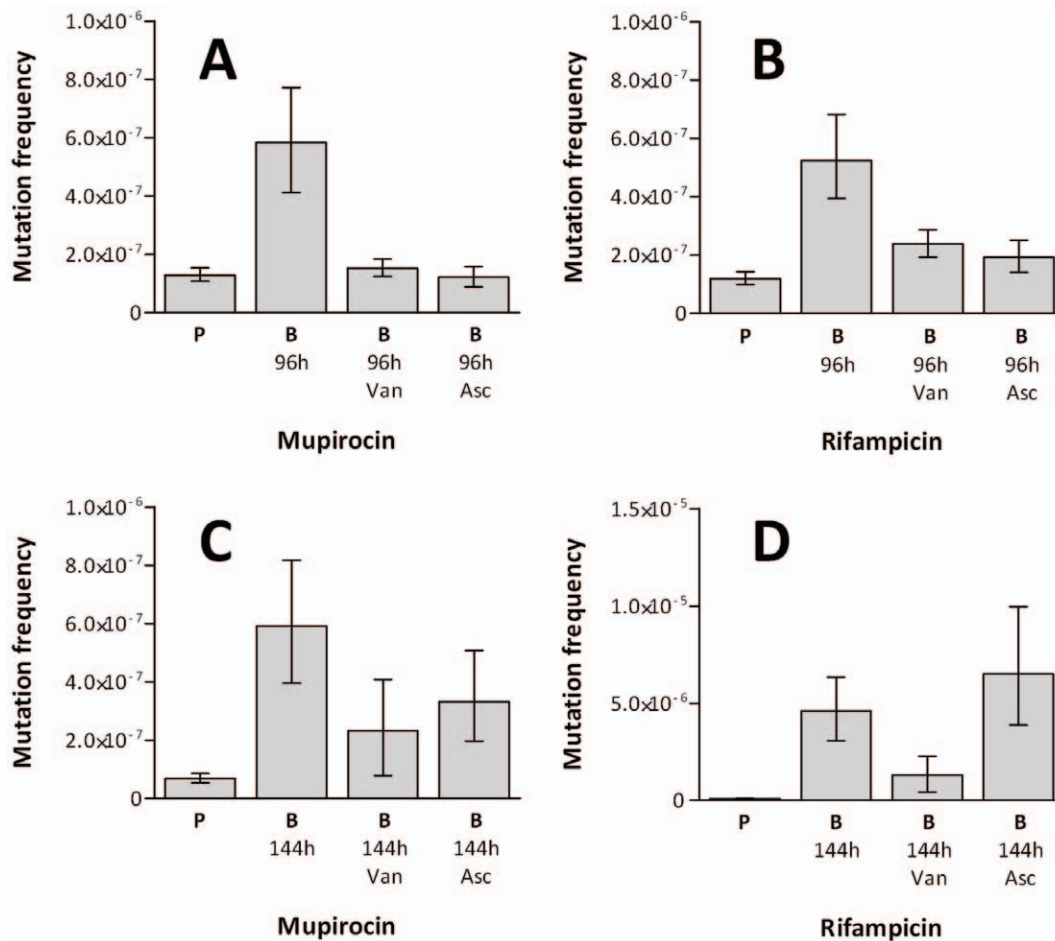 A
Mutation frequency
1.0x10⁻⁶
8.0x10⁻⁷
6.0x10⁻⁷
4.0x10⁻⁷
2.0x10⁻⁷
0
P B B B
96h 96h 96h
Van Asc
Mupirocin
B
Mutation frequency
1.0x10⁻⁶
8.0x10⁻⁷
6.0x10⁻⁷
4.0x10⁻⁷
2.0x10⁻⁷
0
P B B B
96h 96h 96h
Van Asc
Rifampicin
C
Mutation frequency
1.0x10⁻⁶
8.0x10⁻⁷
6.0x10⁻⁷
4.0x10⁻⁷
2.0x10⁻⁷
0
P B B B
144h 144h 144h
Van Asc
Mupirocin
D
Mutation frequency
1.5x10⁻⁵
1.0x10⁻⁵
5.0x10⁻⁶
0
P B B B
144h 144h 144h
Van Asc
Rifampicin